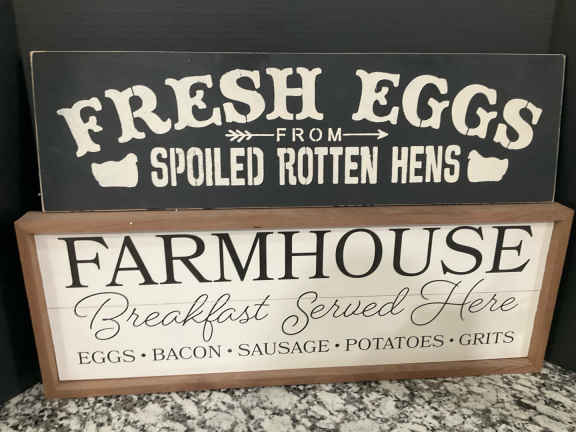 FRESH EGGS
FROM
SPOILED ROTTEN HENS
FARMHOUSE
Breakfast Served Here
EGGS • BACON • SAUSAGE • POTATOES • GRITS